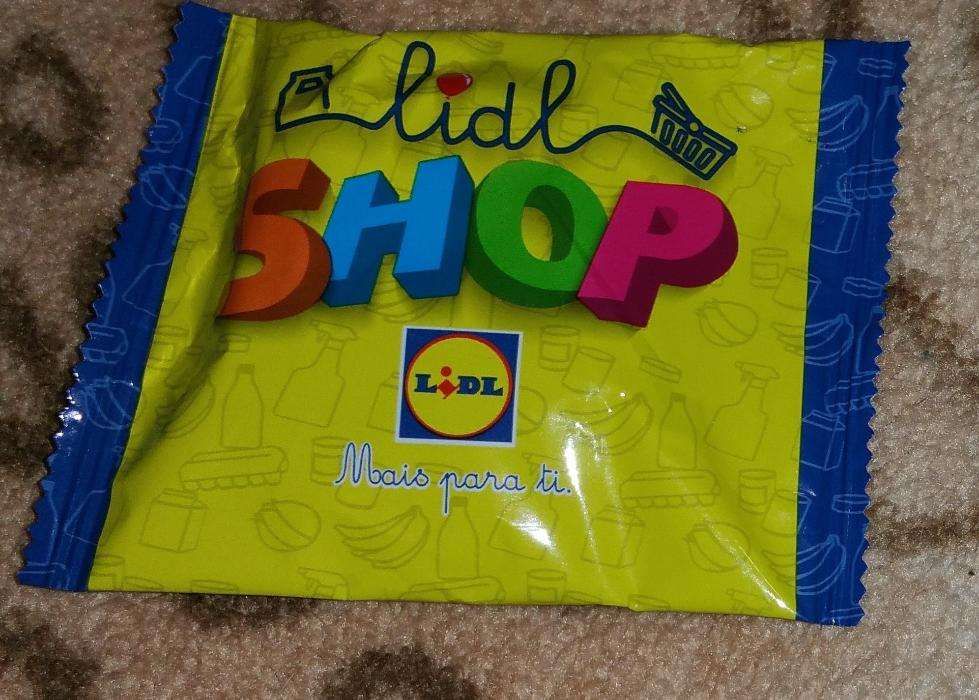 lidl
SHOP
LIDL
Mais para ti.